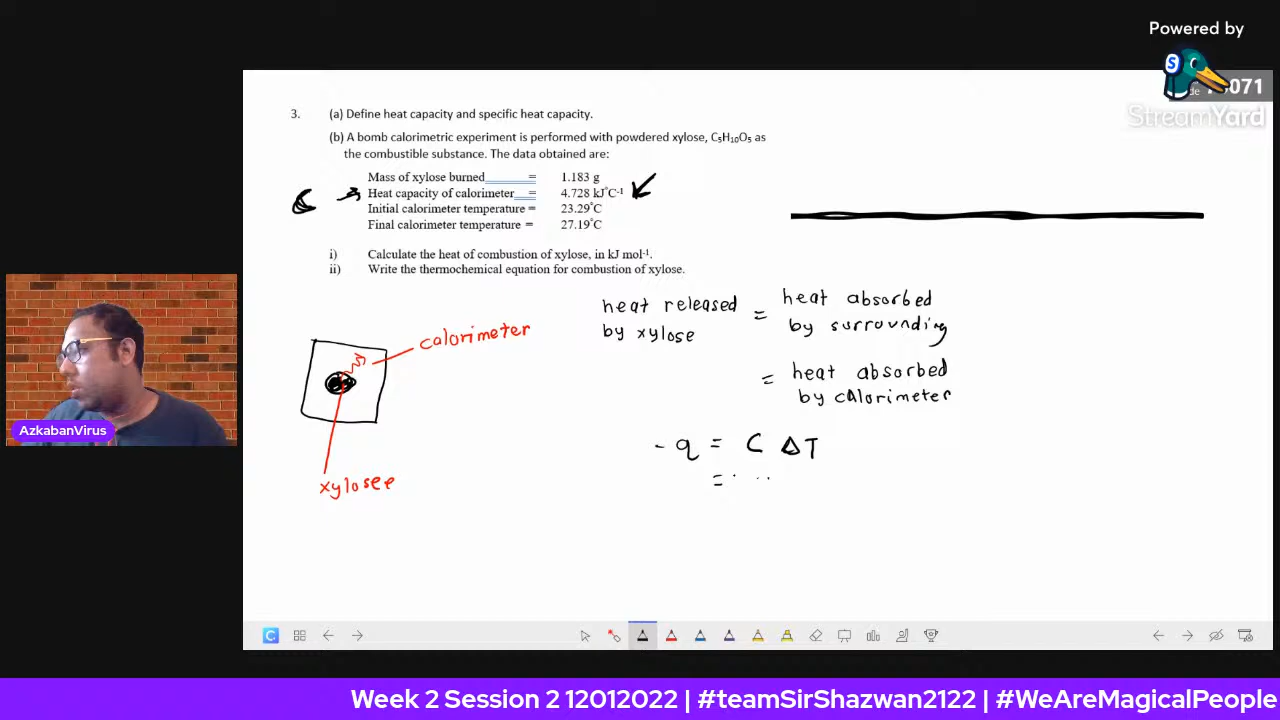 Powered by
071
StreamYard
3. (a) Define heat capacity and specific heat capacity.
(b) A bomb calorimetric experiment is performed with powdered xylose, C₅H₁₀O₅ as
the combustible substance. The data obtained are:
Mass of xylose burned = 1.183 g
Heat capacity of calorimeter = 4.728 kJ°C⁻¹
Initial calorimeter temperature = 23.29°C
Final calorimeter temperature = 27.19°C
i) Calculate the heat of combustion of xylose, in kJ mol⁻¹.
ii) Write the thermochemical equation for combustion of xylose.
heat released by xylose = heat absorbed by surrounding
= heat absorbed by calorimeter
calorimeter
xylosee
- q = C ΔT
=
AzkabanVirus
Week 2 Session 2 12012022 | #teamSirShazwan2122 | #WeAreMagicalPeople